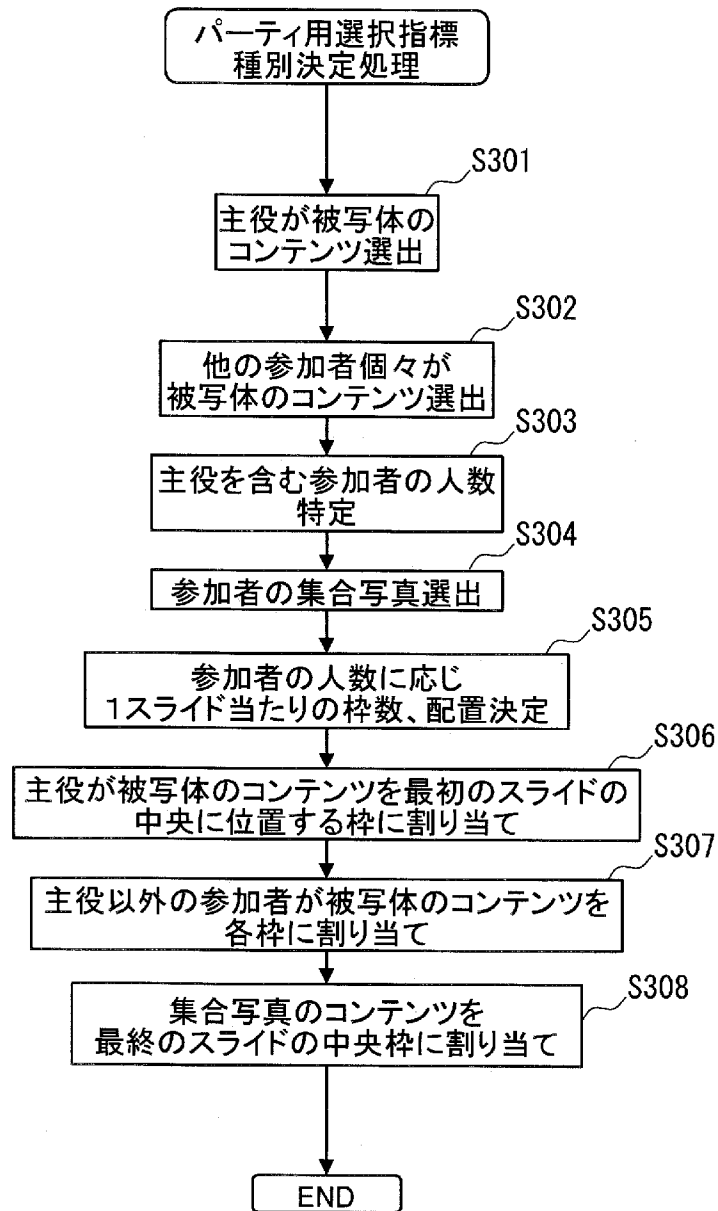 パーティ用選択指標
種別決定処理
S301
主役が被写体の
コンテンツ選出
S302
他の参加者個々が
被写体のコンテンツ選出
S303
主役を含む参加者の人数
特定
S304
参加者の集合写真選出
S305
参加者の人数に応じ
１スライド当たりの枠数、配置決定
S306
主役が被写体のコンテンツを最初のスライドの
中央に位置する枠に割り当て
S307
主役以外の参加者が被写体のコンテンツを
各枠に割り当て
S308
集合写真のコンテンツを
最終のスライドの中央枠に割り当て
END